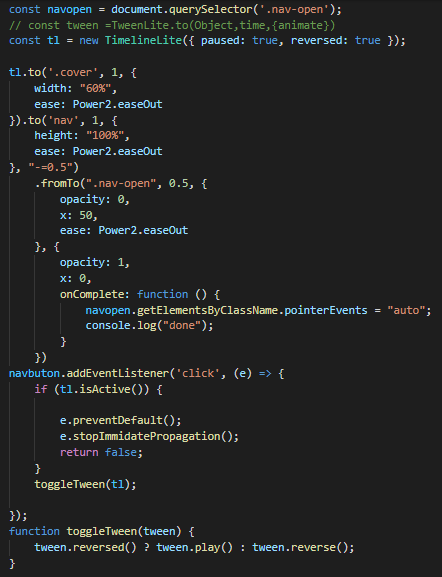 const navopen = document.querySelector('.nav-open');
// const tween =TweenLite.to(Object,time,{animate})
const tl = new TimelineLite({ paused: true, reversed: true });
tl.to('.cover', 1, {
width: "60%",
ease: Power2.easeOut
}).to('nav', 1, {
height: "100%",
ease: Power2.easeOut
}, "-=0.5")
.fromTo(".nav-open", 0.5, {
opacity: 0,
x: 50,
ease: Power2.easeOut
}, {
opacity: 1,
x: 0,
onComplete: function () {
navopen.getElementsByClassName.pointerEvents = "auto";
console.log("done");
}
})
navbuton.addEventListener('click', (e) => {
if (tl.isActive()) {
e.preventDefault();
e.stopImmidatePropagation();
return false;
}
toggleTween(tl);
});
function toggleTween(tween) {
tween.reversed() ? tween.play() : tween.reverse();
}